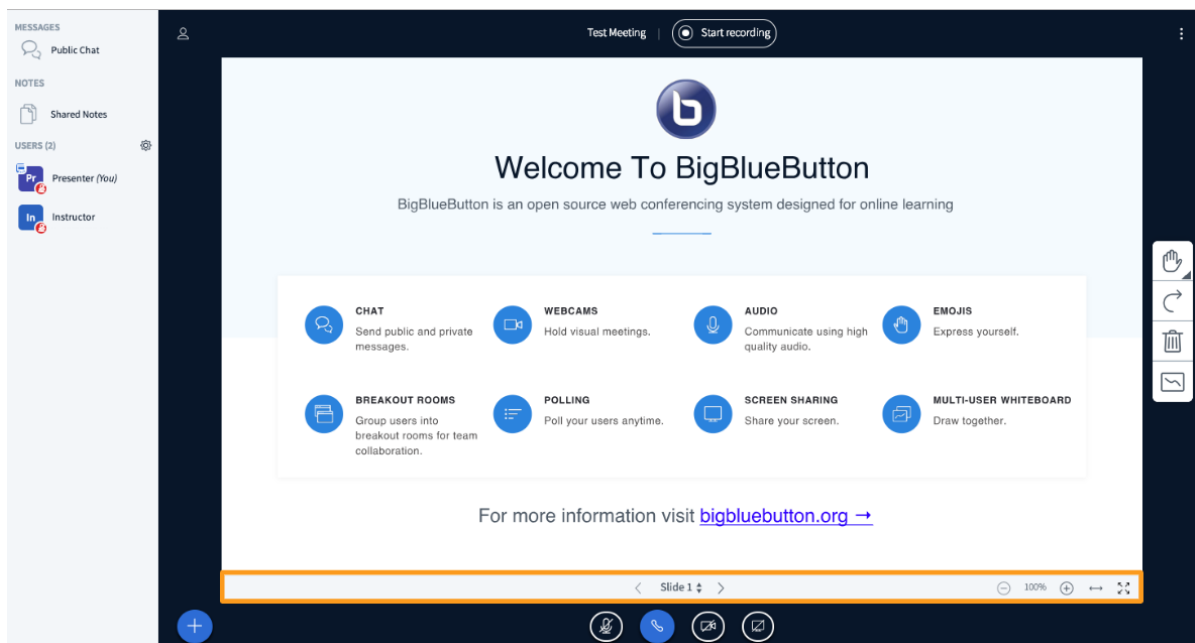 MESSAGES
Public Chat
NOTES
Shared Notes
USERS (2)
Pr Presenter (You)
In Instructor
Test Meeting | Start recording
b
Welcome To BigBlueButton
BigBlueButton is an open source web conferencing system designed for online learning
CHAT
Send public and private
messages.
WEBCAMS
Hold visual meetings.
AUDIO
Communicate using high
quality audio.
EMOJIS
Express yourself.
BREAKOUT ROOMS
Group users into
breakout rooms for team
collaboration.
POLLING
Poll your users anytime.
SCREEN SHARING
Share your screen.
MULTI-USER WHITEBOARD
Draw together.
For more information visit bigbluebutton.org →
Slide 1
100%